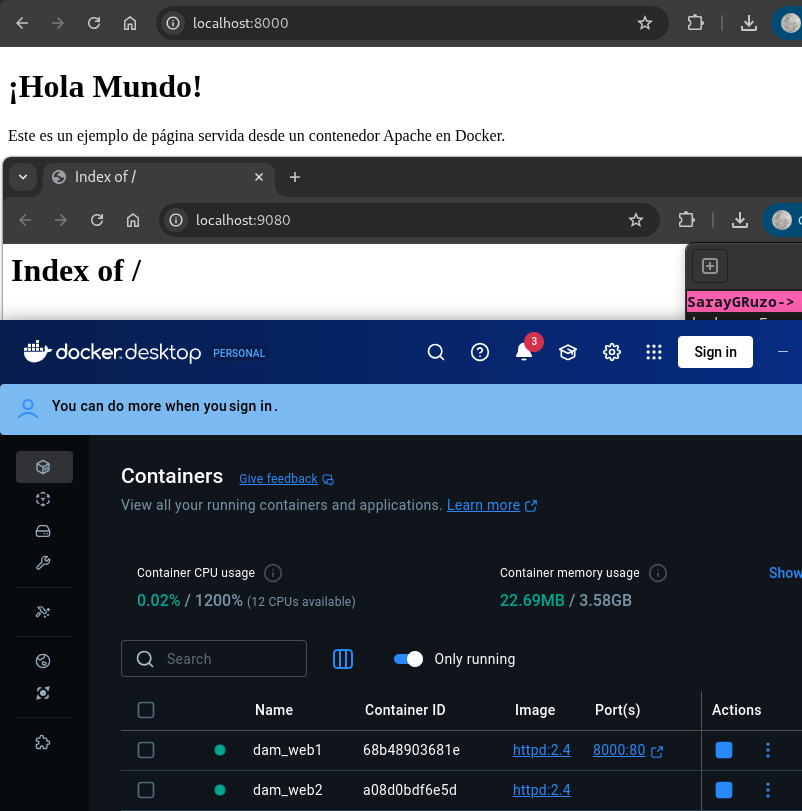 localhost:8000
¡Hola Mundo!
Este es un ejemplo de página servida desde un contenedor Apache en Docker.
Index of /
localhost:9080
Index of /
SarayGRuzo->
docker desktop PERSONAL
3
Sign in
You can do more when you sign in.
Containers Give feedback
View all your running containers and applications. Learn more
Container CPU usage
0.02% / 1200% (12 CPUs available)
Container memory usage
22.69MB / 3.58GB
Show
Search
Only running
Name Container ID Image Port(s) Actions
dam_web1 68b48903681e httpd:2.4 8000:80
dam_web2 a08d0bdf6e5d httpd:2.4